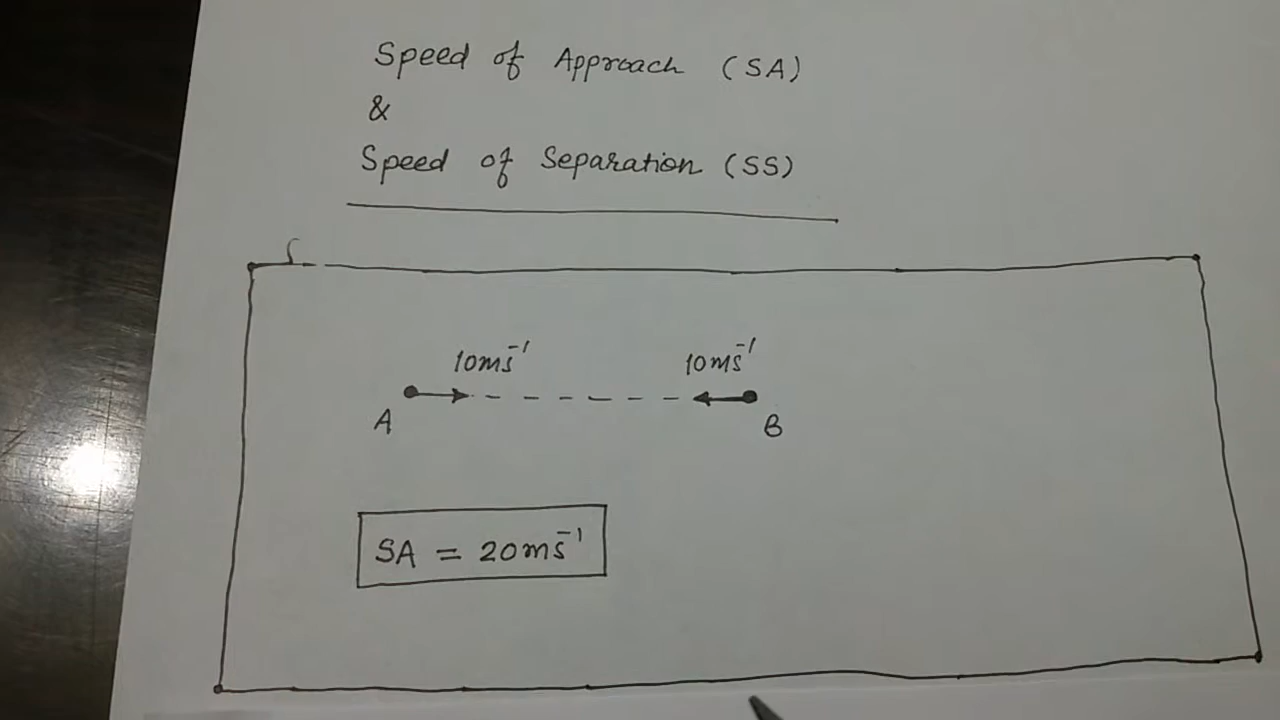 Speed of Approach (SA)
&
Speed of Separation (SS)
10ms⁻¹ 10ms⁻¹
A B
SA = 20ms⁻¹